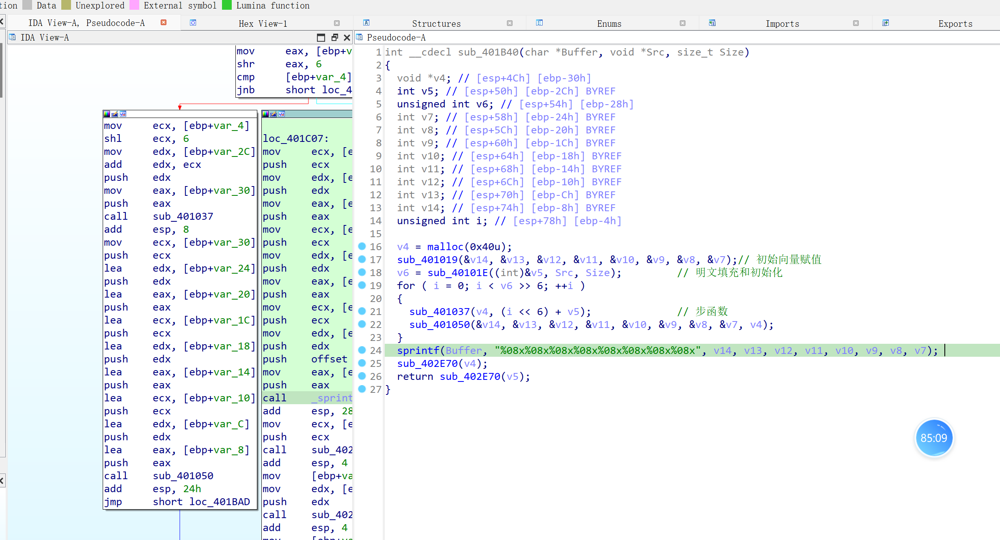 Data Unexplored External symbol Lumina function
IDA View-A, Pseudocode-A Hex View-1 Structures Enums Imports Exports
IDA View-A
mov eax, [ebp+v
shr eax, 6
cmp [ebp+var_4]
jnb short loc_4
mov ecx, [ebp+var_4]
shl ecx, 6
mov edx, [ebp+var_2C]
add edx, ecx
push edx
mov eax, [ebp+var_30]
push eax
call sub_401037
add esp, 8
mov ecx, [ebp+var_30]
push ecx
lea edx, [ebp+var_24]
push edx
lea eax, [ebp+var_20]
push eax
lea ecx, [ebp+var_1C]
push ecx
lea edx, [ebp+var_18]
push edx
lea eax, [ebp+var_14]
push eax
lea ecx, [ebp+var_10]
push ecx
lea edx, [ebp+var_C]
push edx
lea eax, [ebp+var_8]
push eax
call sub_401050
add esp, 24h
jmp short loc_401BAD
loc_401C07:
mov ecx, [e
push ecx
mov edx, [e
push edx
mov eax, [e
push eax
mov ecx, [e
push ecx
mov edx, [e
push edx
mov eax, [e
push eax
mov ecx, [e
push ecx
mov edx, [e
push edx
push offset
mov eax, [e
push eax
call _sprint
add esp, 28
mov ecx, [e
push ecx
call sub_402
add esp, 4
mov [ebp+va
mov edx, [e
push edx
call sub_402
add esp, 4
mov [ebp+va
Pseudocode-A
1 int __cdecl sub_401B40(char *Buffer, void *Src, size_t Size)
2 {
3 void *v4; // [esp+4Ch] [ebp-30h]
4 int v5; // [esp+50h] [ebp-2Ch] BYREF
5 unsigned int v6; // [esp+54h] [ebp-28h]
6 int v7; // [esp+58h] [ebp-24h] BYREF
7 int v8; // [esp+5Ch] [ebp-20h] BYREF
8 int v9; // [esp+60h] [ebp-1Ch] BYREF
9 int v10; // [esp+64h] [ebp-18h] BYREF
10 int v11; // [esp+68h] [ebp-14h] BYREF
11 int v12; // [esp+6Ch] [ebp-10h] BYREF
12 int v13; // [esp+70h] [ebp-Ch] BYREF
13 int v14; // [esp+74h] [ebp-8h] BYREF
14 unsigned int i; // [esp+78h] [ebp-4h]
15
16 v4 = malloc(0x40u);
17 sub_401019(&v14, &v13, &v12, &v11, &v10, &v9, &v8, &v7);// 初始向量赋值
18 v6 = sub_40101E((int)&v5, Src, Size); // 明文填充和初始化
19 for ( i = 0; i < v6 >> 6; ++i )
20 {
21 sub_401037(v4, (i << 6) + v5); // 步函数
22 sub_401050(&v14, &v13, &v12, &v11, &v10, &v9, &v8, &v7, v4);
23 }
24 sprintf(Buffer, "%08x%08x%08x%08x%08x%08x%08x%08x", v14, v13, v12, v11, v10, v9, v8, v7);
25 sub_402E70(v4);
26 return sub_402E70(v5);
27 }
85:09